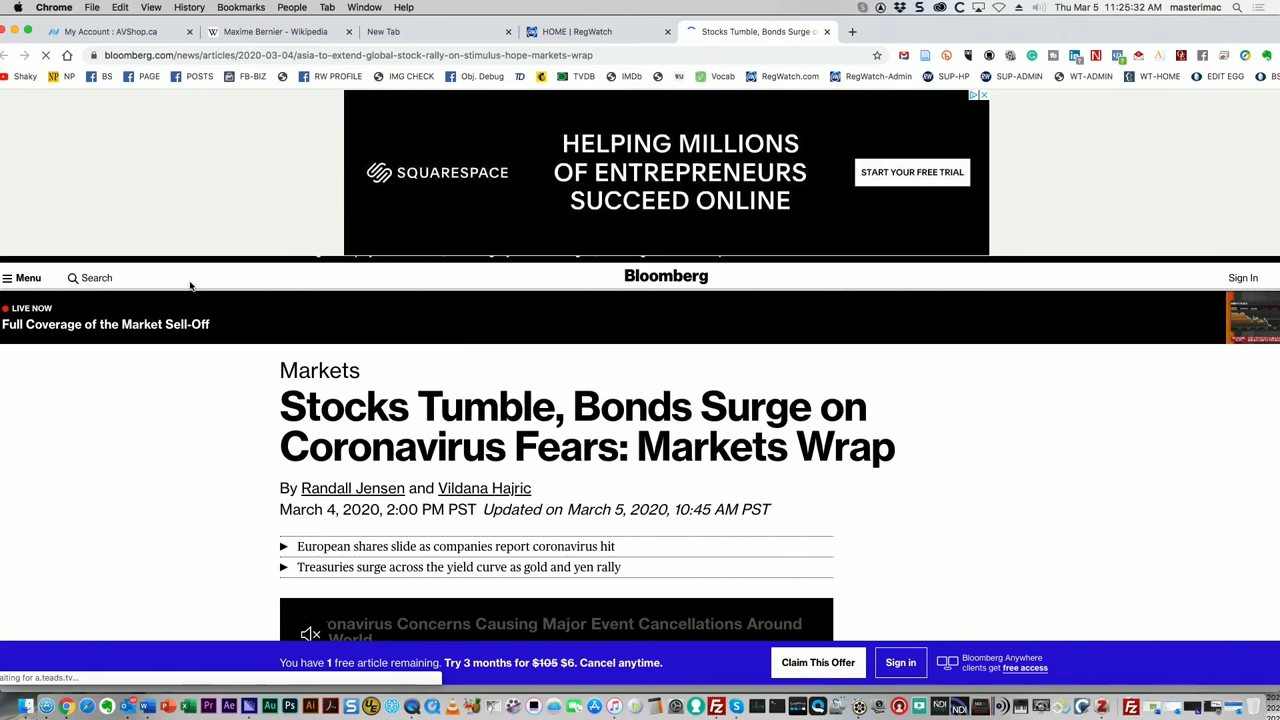 Chrome File Edit View History Bookmarks People Tab Window Help
Thu Mar 5 11:25:32 AM masterimac
My Account : AVShop.ca
Maxime Bernier - Wikipedia
New Tab
HOME | RegWatch
Stocks Tumble, Bonds Surge o
bloomberg.com/news/articles/2020-03-04/asia-to-extend-global-stock-rally-on-stimulus-hope-markets-wrap
Shaky NP BS PAGE POSTS FB-BIZ RW PROFILE IMG CHECK Obj. Debug TD TVDB IMDb WU Vocab RegWatch.com RegWatch-Admin SUP-HP SUP-ADMIN WT-ADMIN WT-HOME EDIT EGG BS
SQUARESPACE
HELPING MILLIONS
OF ENTREPRENEURS
SUCCEED ONLINE
START YOUR FREE TRIAL
Menu
Search
Bloomberg
Sign In
LIVE NOW
Full Coverage of the Market Sell-Off
Markets
Stocks Tumble, Bonds Surge on
Coronavirus Fears: Markets Wrap
By Randall Jensen and Vildana Hajric
March 4, 2020, 2:00 PM PST Updated on March 5, 2020, 10:45 AM PST
European shares slide as companies report coronavirus hit
Treasuries surge across the yield curve as gold and yen rally
onavirus Concerns Causing Major Event Cancellations Around
World
You have 1 free article remaining. Try 3 months for $105 $6. Cancel anytime.
Claim This Offer
Sign in
Bloomberg Anywhere
clients get free access
aiting for a.teads.tv...